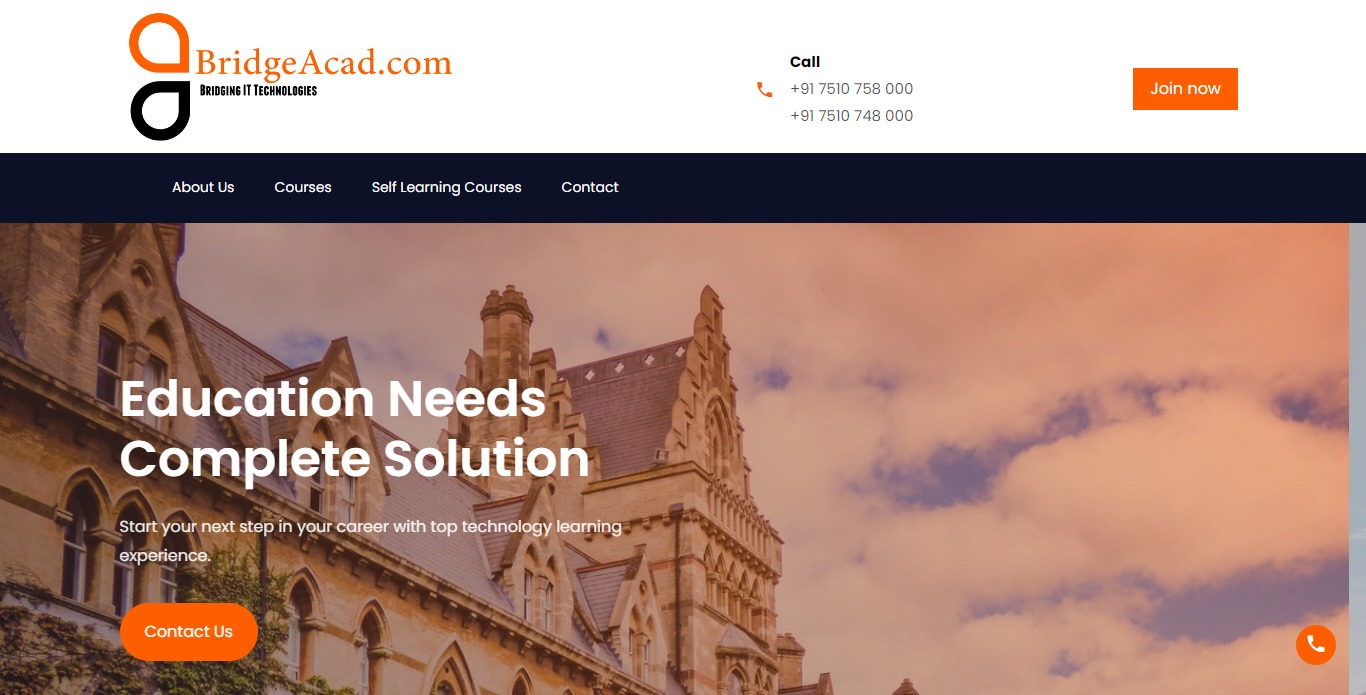 BridgeAcad.com
Bridging IT Technologies
Call
+91 7510 758 000
+91 7510 748 000
Join now
About Us
Courses
Self Learning Courses
Contact
Education Needs
Complete Solution
Start your next step in your career with top technology learning
experience.
Contact Us